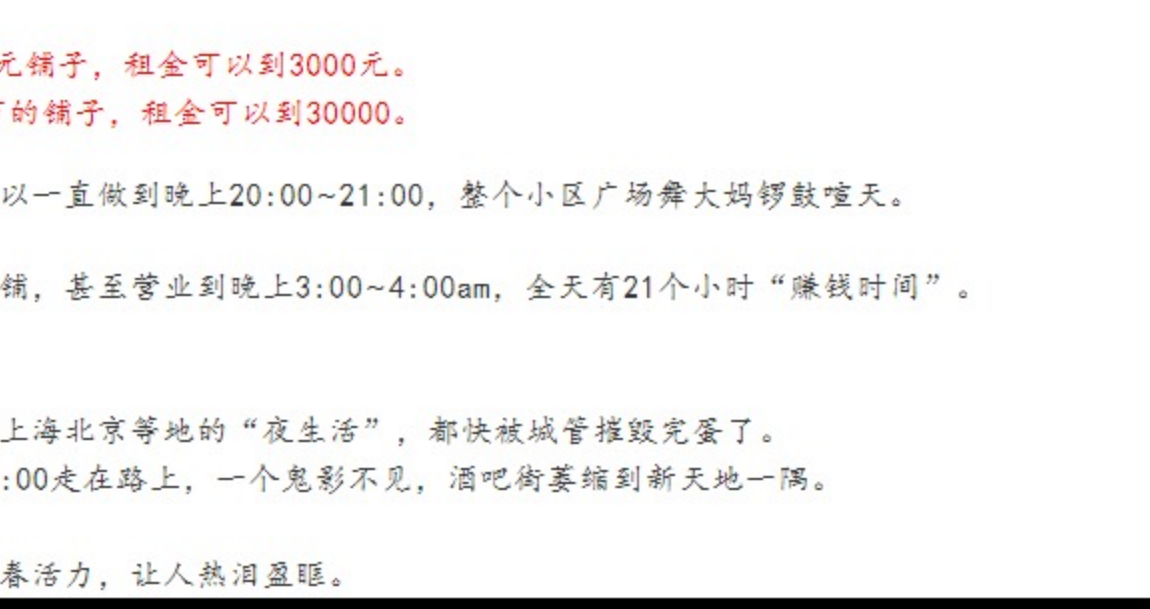 元铺子，租金可以到3000元。
的铺子，租金可以到30000。
以一直做到晚上20:00~21:00，整个小区广场舞大妈锣鼓喧天。
铺，甚至营业到晚上3:00~4:00am，全天有21个小时“赚钱时间”。
上海北京等地的“夜生活”，都快被城管摧毁完蛋了。
:00走在路上，一个鬼影不见，酒吧街萎缩到新天地一隅。
春活力，让人热泪盈眶。